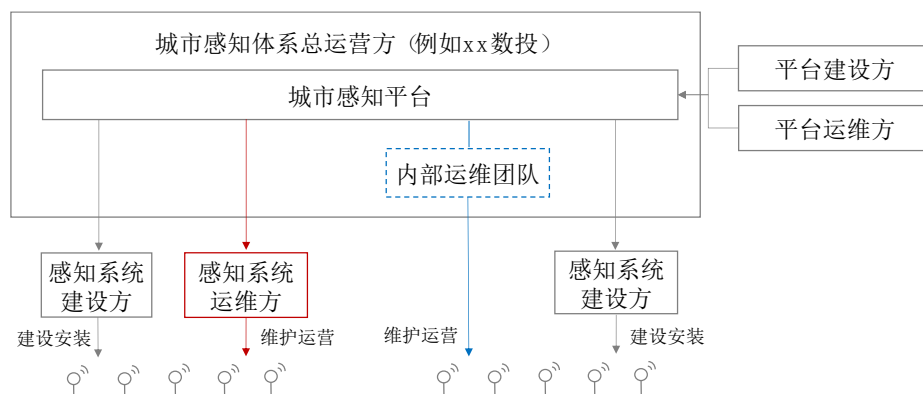 城市感知体系总运营方（例如xx数投）
城市感知平台
平台建设方
平台运维方
内部运维团队
感知系统
建设方
感知系统
运维方
感知系统
建设方
建设安装
维护运营
维护运营
建设安装